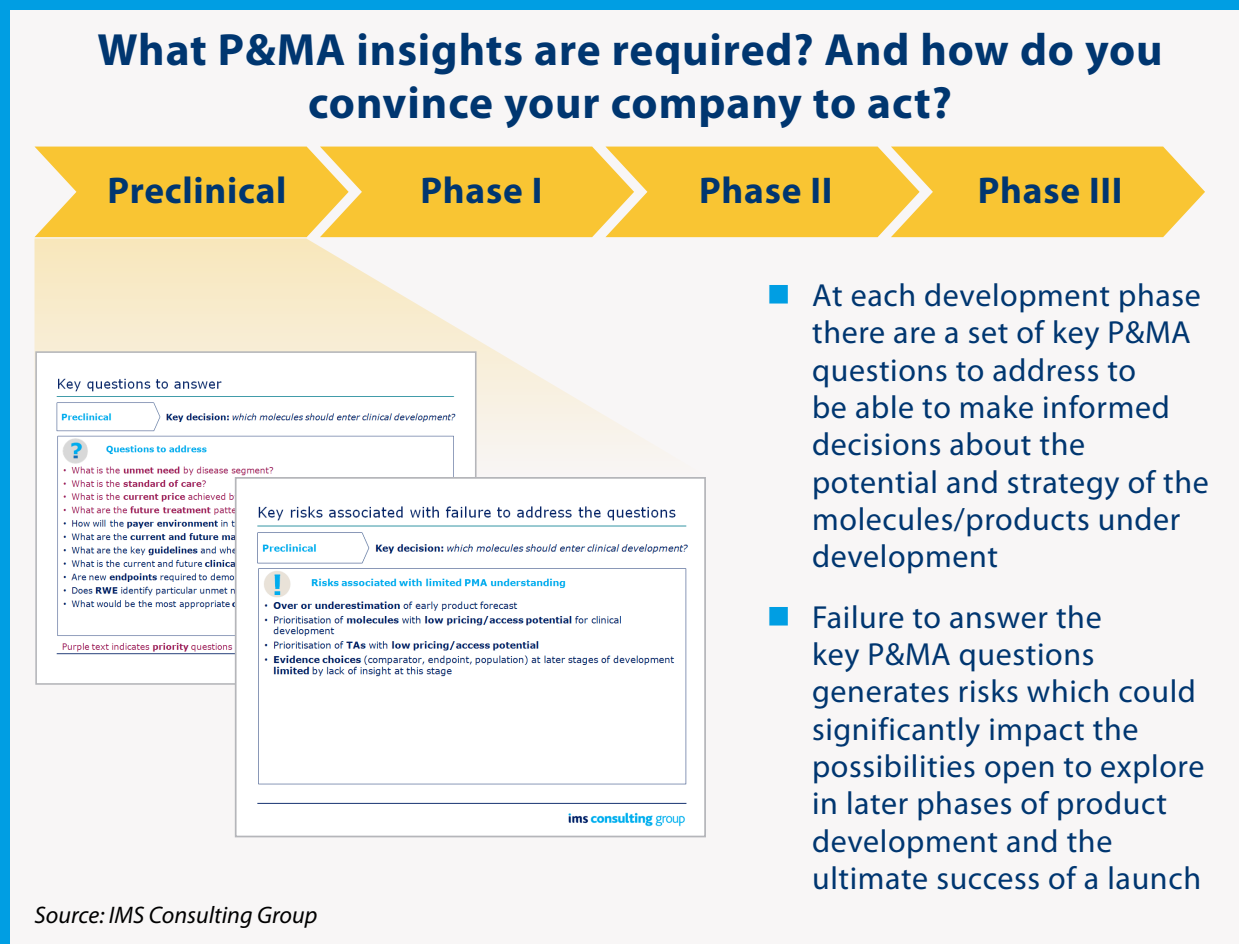 What P&MA insights are required? And how do you
convince your company to act?
Preclinical
Phase I
Phase II
Phase III
Key questions to answer
Preclinical
Key decision: which molecules should enter clinical development?
?
Questions to address
• What is the unmet need by disease segment?
• What is the standard of care?
• What is the current price achieved b
• What are the future treatment patte
• How will the payer environment in t
• What are the current and future ma
• What are the key guidelines and whe
• What is the current and future clinica
• Are new endpoints required to demo
• Does RWE identify particular unmet n
• What would be the most appropriate
Purple text indicates priority questions
Key risks associated with failure to address the questions
Preclinical
Key decision: which molecules should enter clinical development?
!
Risks associated with limited PMA understanding
• Over or underestimation of early product forecast
• Prioritisation of molecules with low pricing/access potential for clinical
development
• Prioritisation of TAs with low pricing/access potential
• Evidence choices (comparator, endpoint, population) at later stages of development
limited by lack of insight at this stage
ims consulting group
■ At each development phase
there are a set of key P&MA
questions to address to
be able to make informed
decisions about the
potential and strategy of the
molecules/products under
development
■ Failure to answer the
key P&MA questions
generates risks which could
significantly impact the
possibilities open to explore
in later phases of product
development and the
ultimate success of a launch
Source: IMS Consulting Group